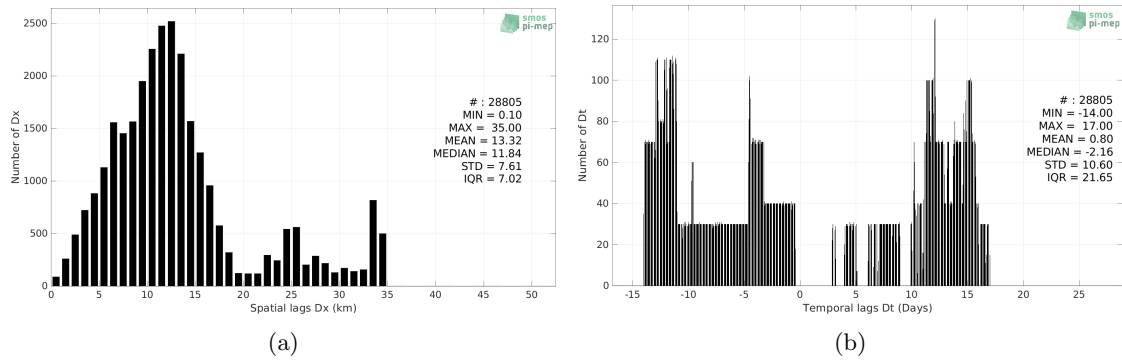 2500
2000
1500
1000
500
0
Number of Dx
0 5 10 15 20 25 30 35 40 45 50
Spatial lags Dx (km)
smos
pi-mep
# : 28805
MIN = 0.10
MAX = 35.00
MEAN = 13.32
MEDIAN = 11.84
STD = 7.61
IQR = 7.02
(a)
120
100
80
60
40
20
0
Number of Dt
-15 -10 -5 0 5 10 15 20 25
Temporal lags Dt (Days)
smos
pi-mep
# : 28805
MIN = -14.00
MAX = 17.00
MEAN = 0.80
MEDIAN = -2.16
STD = 10.60
IQR = 21.65
(b)